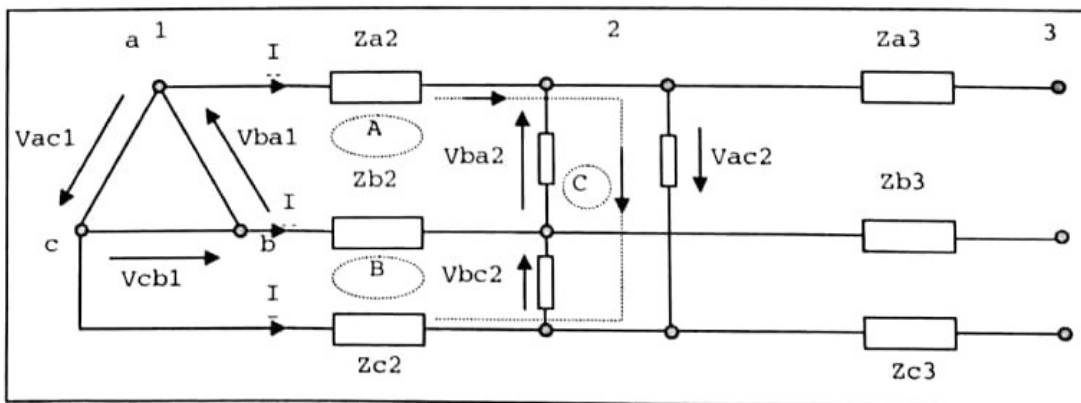 a 1 Za2 2 Za3 3
I
Vac1 Vba1 A Vba2 Vac2
Zb2 C Zb3
I
c b
Vcb1 B Vbc2
I
Zc2 Zc3